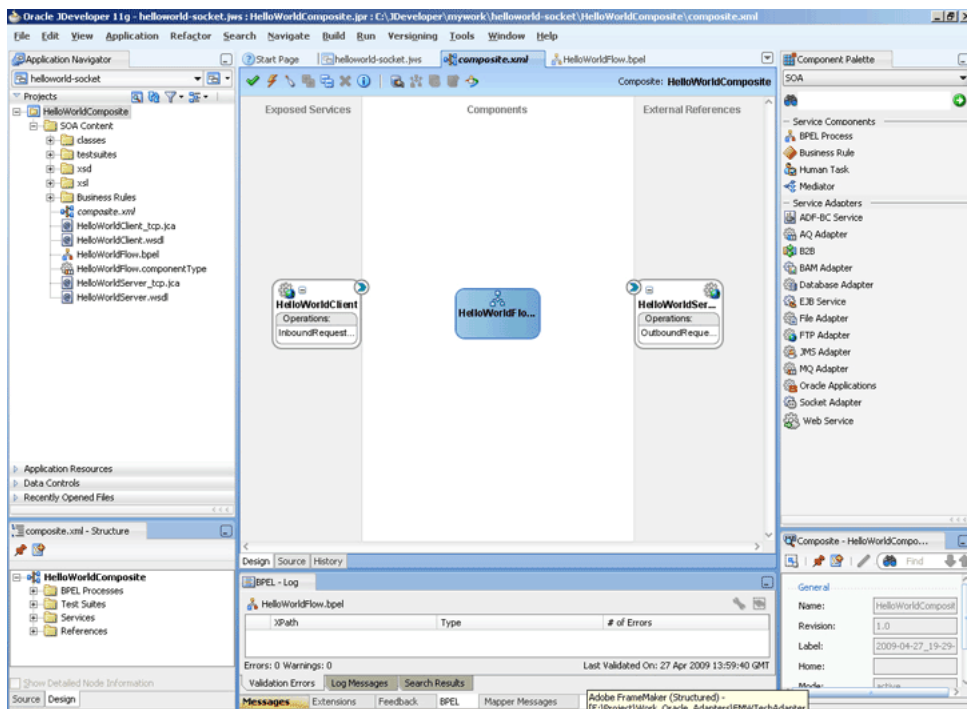 Oracle JDeveloper 11g - helloworld-socket.jws : HelloWorldComposite.jpr : C:\JDeveloper\mywork\helloworld-socket\HelloWorldComposite\composite.xml
File Edit View Application Refactor Search Navigate Build Run Versioning Tools Window Help
Application Navigator
helloworld-socket
Projects
HelloWorldComposite
SOA Content
classes
testsuites
xsd
xsl
Business Rules
composite.xml
HelloWorldClient_tcp.jca
HelloWorldClient.wsdl
HelloWorldFlow.bpel
HelloWorldFlow.componentType
HelloWorldServer_tcp.jca
HelloWorldServer.wsdl
Application Resources
Data Controls
Recently Opened Files
composite.xml - Structure
HelloWorldComposite
BPEL Processes
Test Suites
Services
References
Show Detailed Node Information
Source Design
Start Page helloworld-socket.jws composite.xml HelloWorldFlow.bpel
Composite: HelloWorldComposite
Exposed Services Components External References
HelloWorldClient
Operations:
InboundRequest...
HelloWorldFlo...
HelloWorldSer...
Operations:
OutboundReque...
Design Source History
BPEL - Log
HelloWorldFlow.bpel
XPath Type # of Errors
Errors: 0 Warnings: 0 Last Validated On: 27 Apr 2009 13:59:40 GMT
Validation Errors Log Messages Search Results
Messages Extensions Feedback BPEL Mapper Messages
Adobe FrameMaker (Structured) -
[E:\Project\Work_Oracle_Adapters\FMWTechAdapter
Component Palette
SOA
Service Components
BPEL Process
Business Rule
Human Task
Mediator
Service Adapters
ADF-BC Service
AQ Adapter
B2B
BAM Adapter
Database Adapter
EJB Service
File Adapter
FTP Adapter
JMS Adapter
MQ Adapter
Oracle Applications
Socket Adapter
Web Service
Composite - HelloWorldCompo...
Find
General
Name: HelloWorldComposit
Revision: 1.0
Label: 2009-04-27_19-29-
Home:
Mode: active